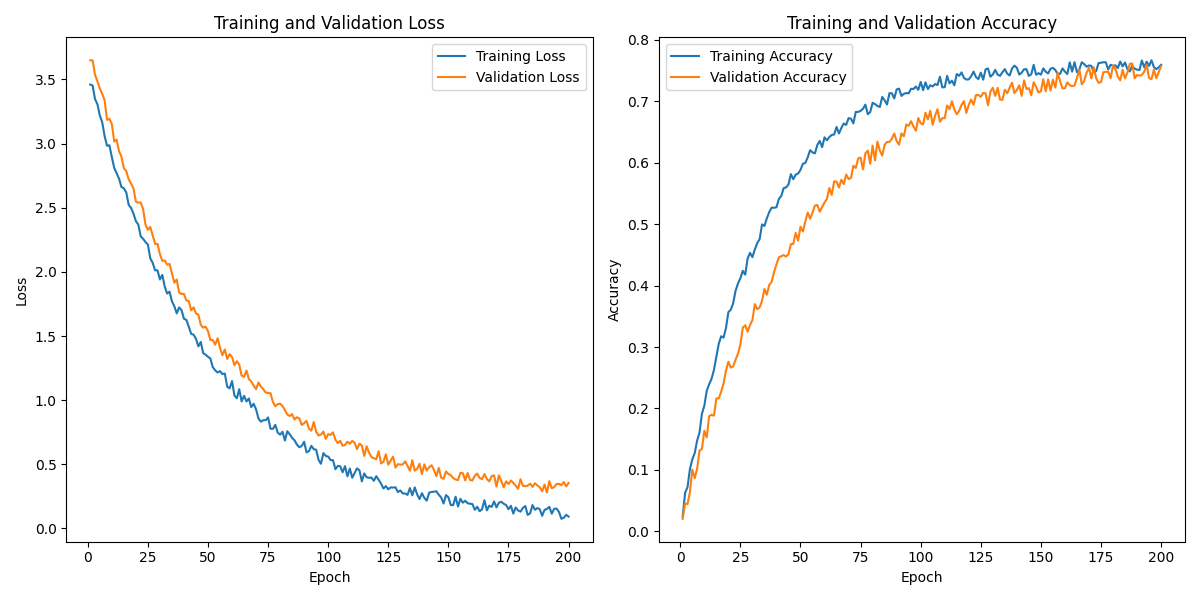 Training and Validation Loss
Training Loss
Validation Loss
3.5
3.0
2.5
2.0
1.5
1.0
0.5
0.0
Loss
0 25 50 75 100 125 150 175 200
Epoch
Training and Validation Accuracy
Training Accuracy
Validation Accuracy
0.8
0.7
0.6
0.5
0.4
0.3
0.2
0.1
0.0
Accuracy
0 25 50 75 100 125 150 175 200
Epoch